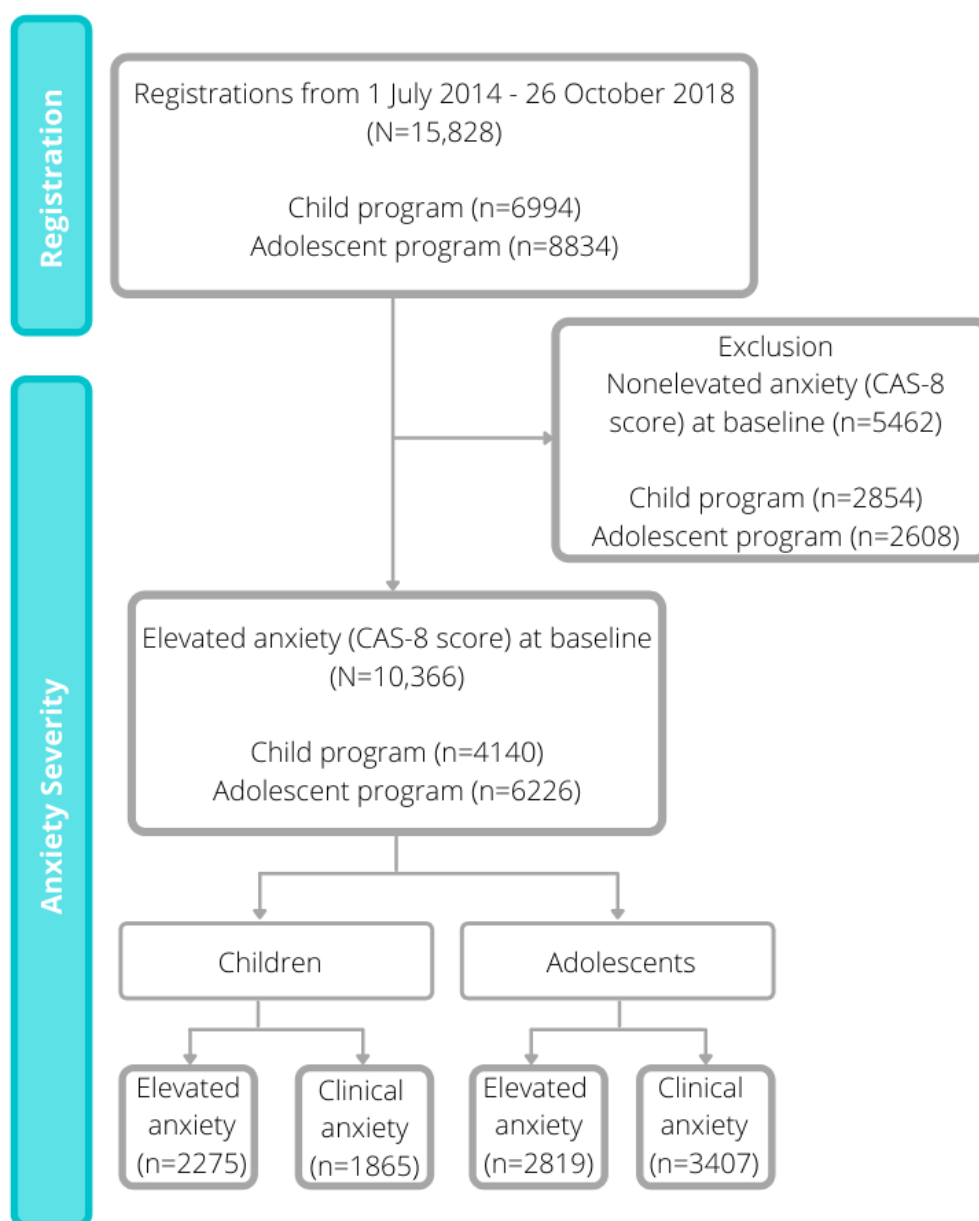 Registration
Registrations from 1 July 2014 - 26 October 2018
(N=15,828)
Child program (n=6994)
Adolescent program (n=8834)
Exclusion
Nonelevated anxiety (CAS-8
score) at baseline (n=5462)
Child program (n=2854)
Adolescent program (n=2608)
Anxiety Severity
Elevated anxiety (CAS-8 score) at baseline
(N=10,366)
Child program (n=4140)
Adolescent program (n=6226)
Children
Adolescents
Elevated
anxiety
(n=2275)
Clinical
anxiety
(n=1865)
Elevated
anxiety
(n=2819)
Clinical
anxiety
(n=3407)